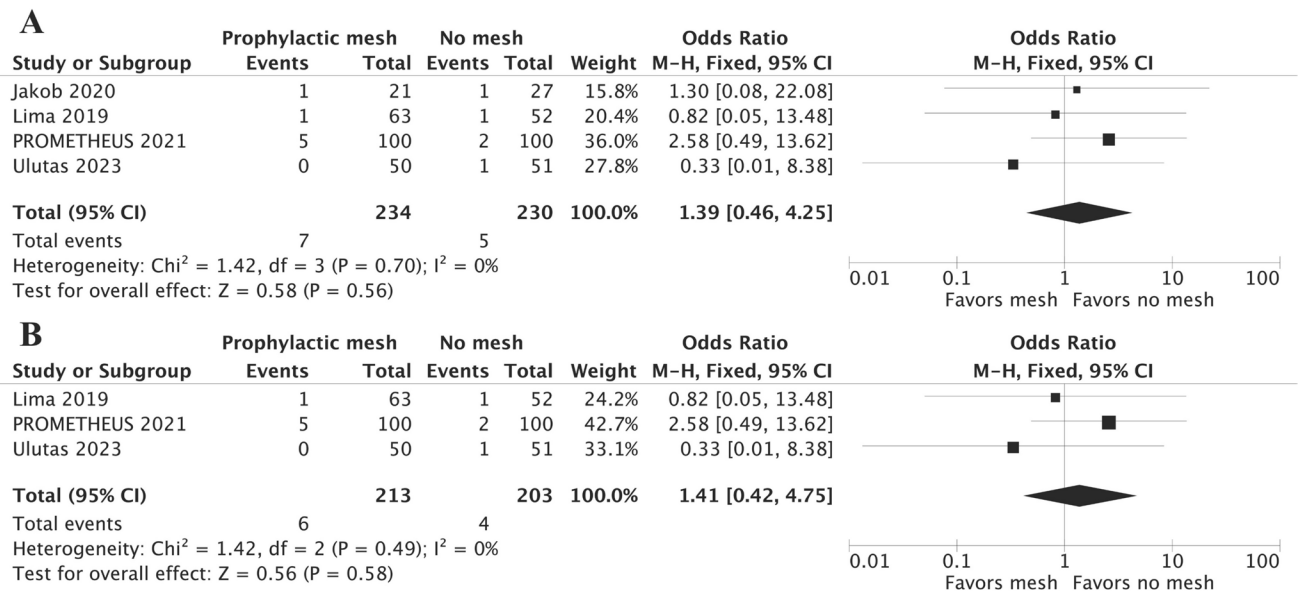 A
Prophylactic mesh No mesh Odds Ratio Odds Ratio
Study or Subgroup Events Total Events Total Weight M-H, Fixed, 95% CI M-H, Fixed, 95% CI
Jakob 2020 1 21 1 27 15.8% 1.30 [0.08, 22.08]
Lima 2019 1 63 1 52 20.4% 0.82 [0.05, 13.48]
PROMETHEUS 2021 5 100 2 100 36.0% 2.58 [0.49, 13.62]
Ulutas 2023 0 50 1 51 27.8% 0.33 [0.01, 8.38]
Total (95% CI) 234 230 100.0% 1.39 [0.46, 4.25]
Total events 7 5
Heterogeneity: Chi² = 1.42, df = 3 (P = 0.70); I² = 0%
Test for overall effect: Z = 0.58 (P = 0.56)
0.01 0.1 1 10 100
Favors mesh Favors no mesh
B
Prophylactic mesh No mesh Odds Ratio Odds Ratio
Study or Subgroup Events Total Events Total Weight M-H, Fixed, 95% CI M-H, Fixed, 95% CI
Lima 2019 1 63 1 52 24.2% 0.82 [0.05, 13.48]
PROMETHEUS 2021 5 100 2 100 42.7% 2.58 [0.49, 13.62]
Ulutas 2023 0 50 1 51 33.1% 0.33 [0.01, 8.38]
Total (95% CI) 213 203 100.0% 1.41 [0.42, 4.75]
Total events 6 4
Heterogeneity: Chi² = 1.42, df = 2 (P = 0.49); I² = 0%
Test for overall effect: Z = 0.56 (P = 0.58)
0.01 0.1 1 10 100
Favors mesh Favors no mesh